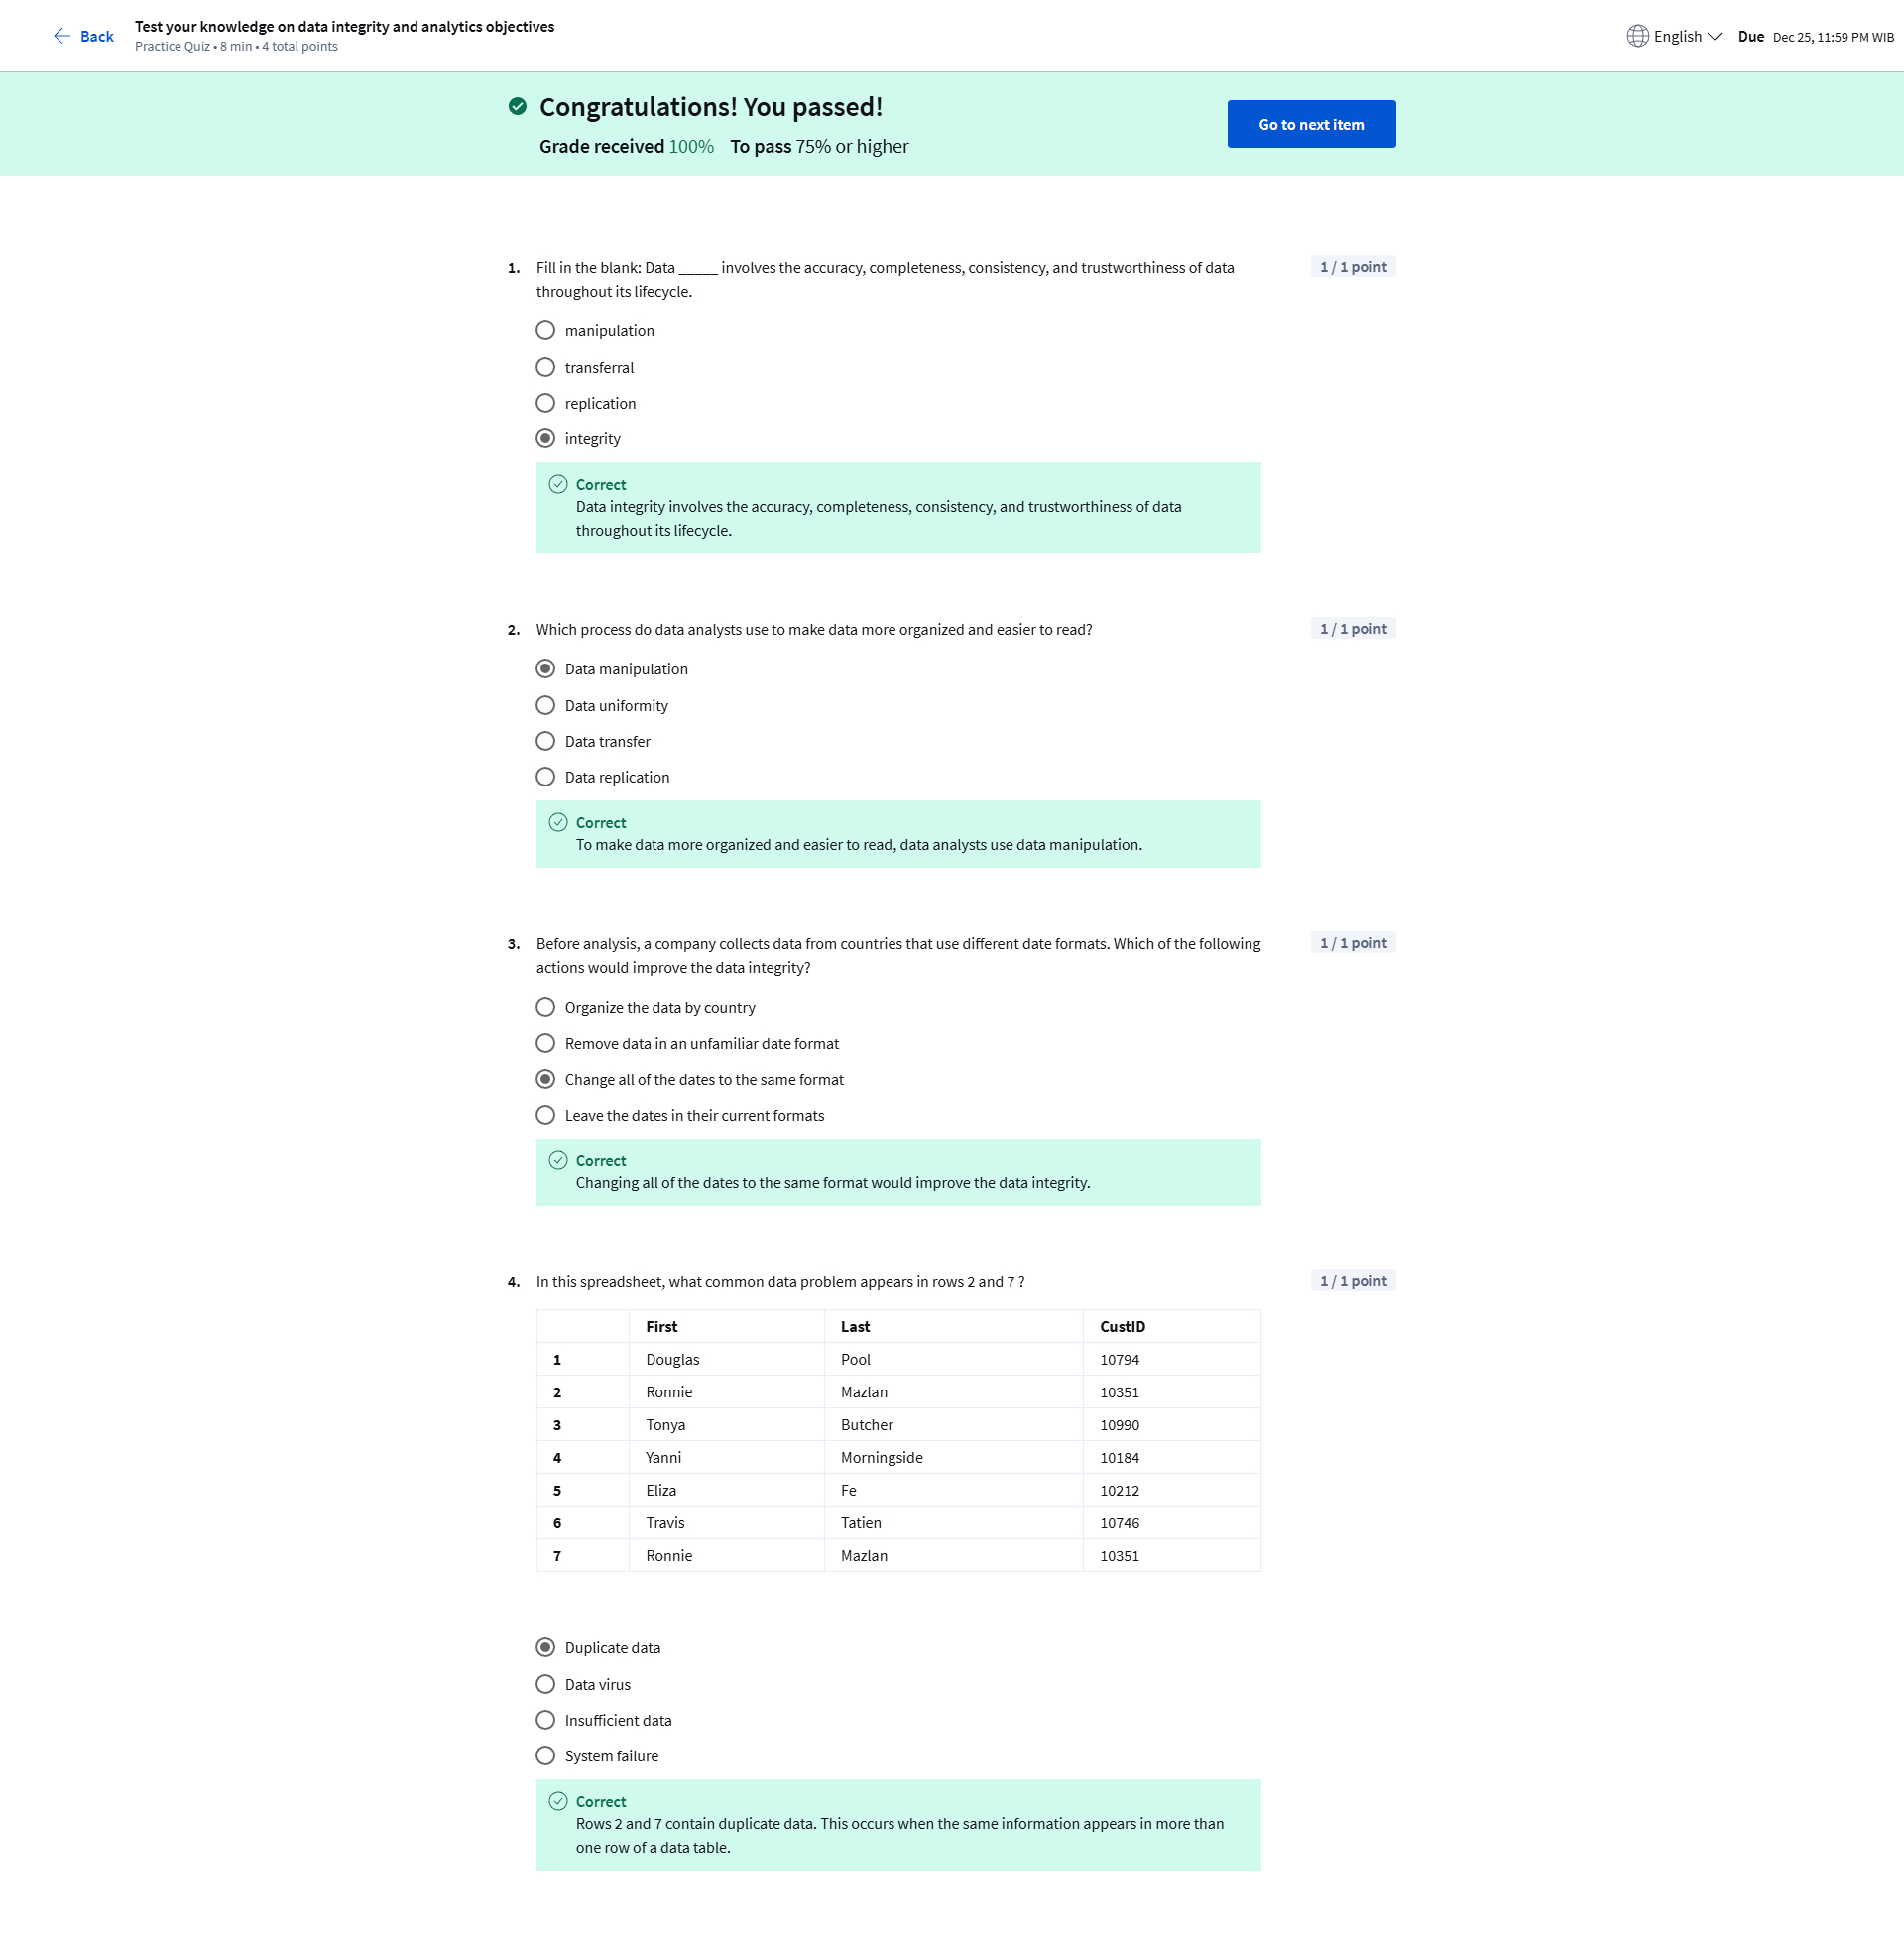 Back
Test your knowledge on data integrity and analytics objectives
Practice Quiz • 8 min • 4 total points
English
Due Dec 25, 11:59 PM WIB
Congratulations! You passed!
Grade received 100% To pass 75% or higher
Go to next item
1. Fill in the blank: Data _____ involves the accuracy, completeness, consistency, and trustworthiness of data
throughout its lifecycle.
1 / 1 point
manipulation
transferral
replication
integrity
Correct
Data integrity involves the accuracy, completeness, consistency, and trustworthiness of data
throughout its lifecycle.
2. Which process do data analysts use to make data more organized and easier to read?
1 / 1 point
Data manipulation
Data uniformity
Data transfer
Data replication
Correct
To make data more organized and easier to read, data analysts use data manipulation.
3. Before analysis, a company collects data from countries that use different date formats. Which of the following
actions would improve the data integrity?
1 / 1 point
Organize the data by country
Remove data in an unfamiliar date format
Change all of the dates to the same format
Leave the dates in their current formats
Correct
Changing all of the dates to the same format would improve the data integrity.
4. In this spreadsheet, what common data problem appears in rows 2 and 7 ?
1 / 1 point
First Last CustID
1 Douglas Pool 10794
2 Ronnie Mazlan 10351
3 Tonya Butcher 10990
4 Yanni Morningside 10184
5 Eliza Fe 10212
6 Travis Tatien 10746
7 Ronnie Mazlan 10351
Duplicate data
Data virus
Insufficient data
System failure
Correct
Rows 2 and 7 contain duplicate data. This occurs when the same information appears in more than
one row of a data table.